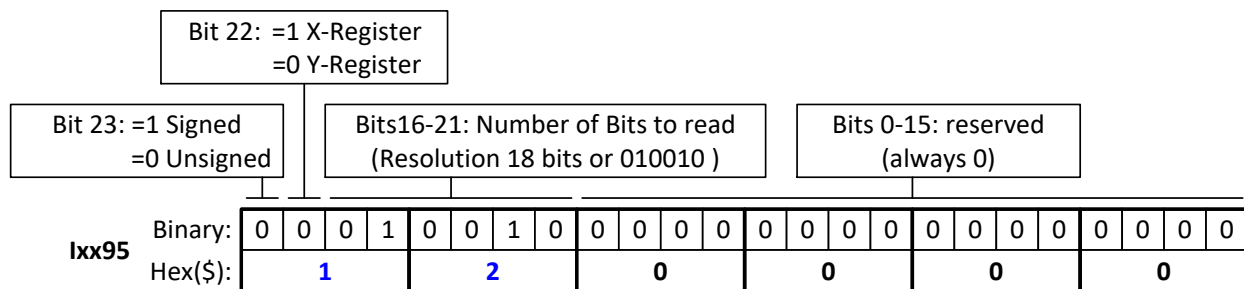 Bit 22: =1 X-Register
=0 Y-Register
Bit 23: =1 Signed
=0 Unsigned
Bits16-21: Number of Bits to read
(Resolution 18 bits or 010010 )
Bits 0-15: reserved
(always 0)
Ixx95
Binary: 0 0 0 1 0 0 1 0 0 0 0 0 0 0 0 0 0 0 0 0 0 0 0 0
Hex($): 1 2 0 0 0 0